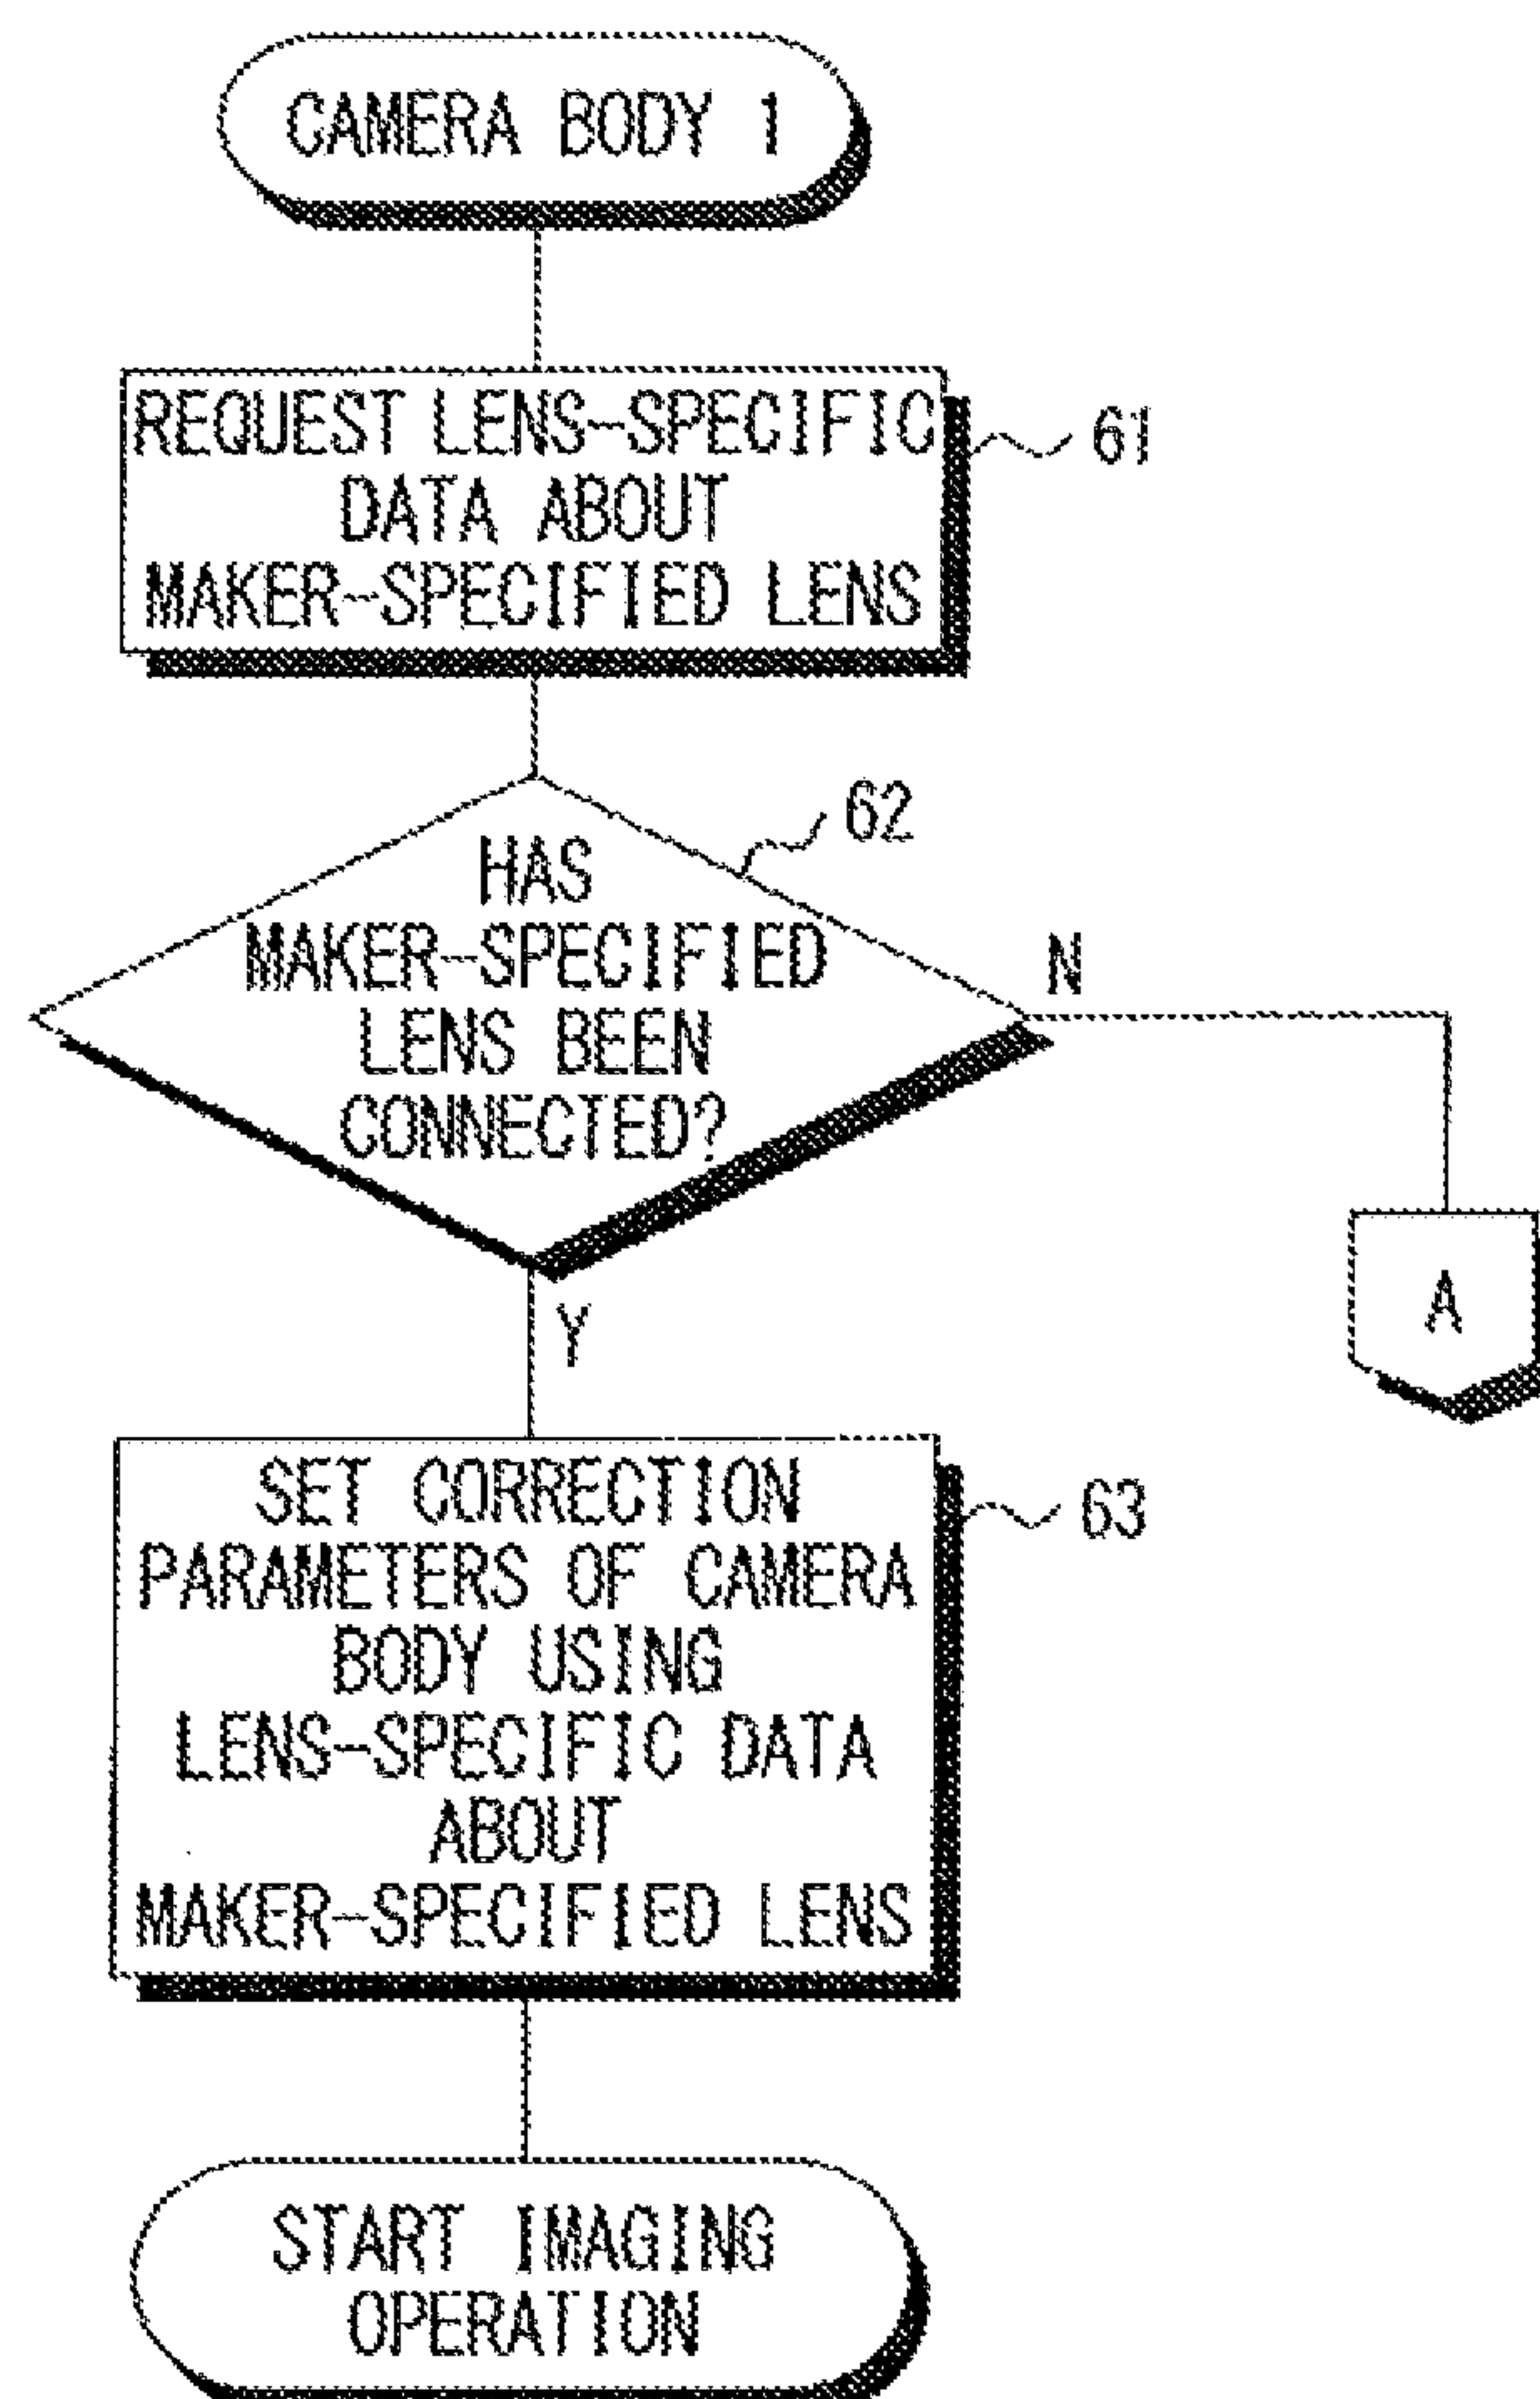 CAMERA BODY 1
REQUEST LENS-SPECIFIC
DATA ABOUT
MAKER-SPECIFIED LENS
61
62
HAS
MAKER-SPECIFIED
LENS BEEN
CONNECTED?
N
Y
A
SET CORRECTION
PARAMETERS OF CAMERA
BODY USING
LENS-SPECIFIC DATA
ABOUT
MAKER-SPECIFIED LENS
63
START IMAGING
OPERATION